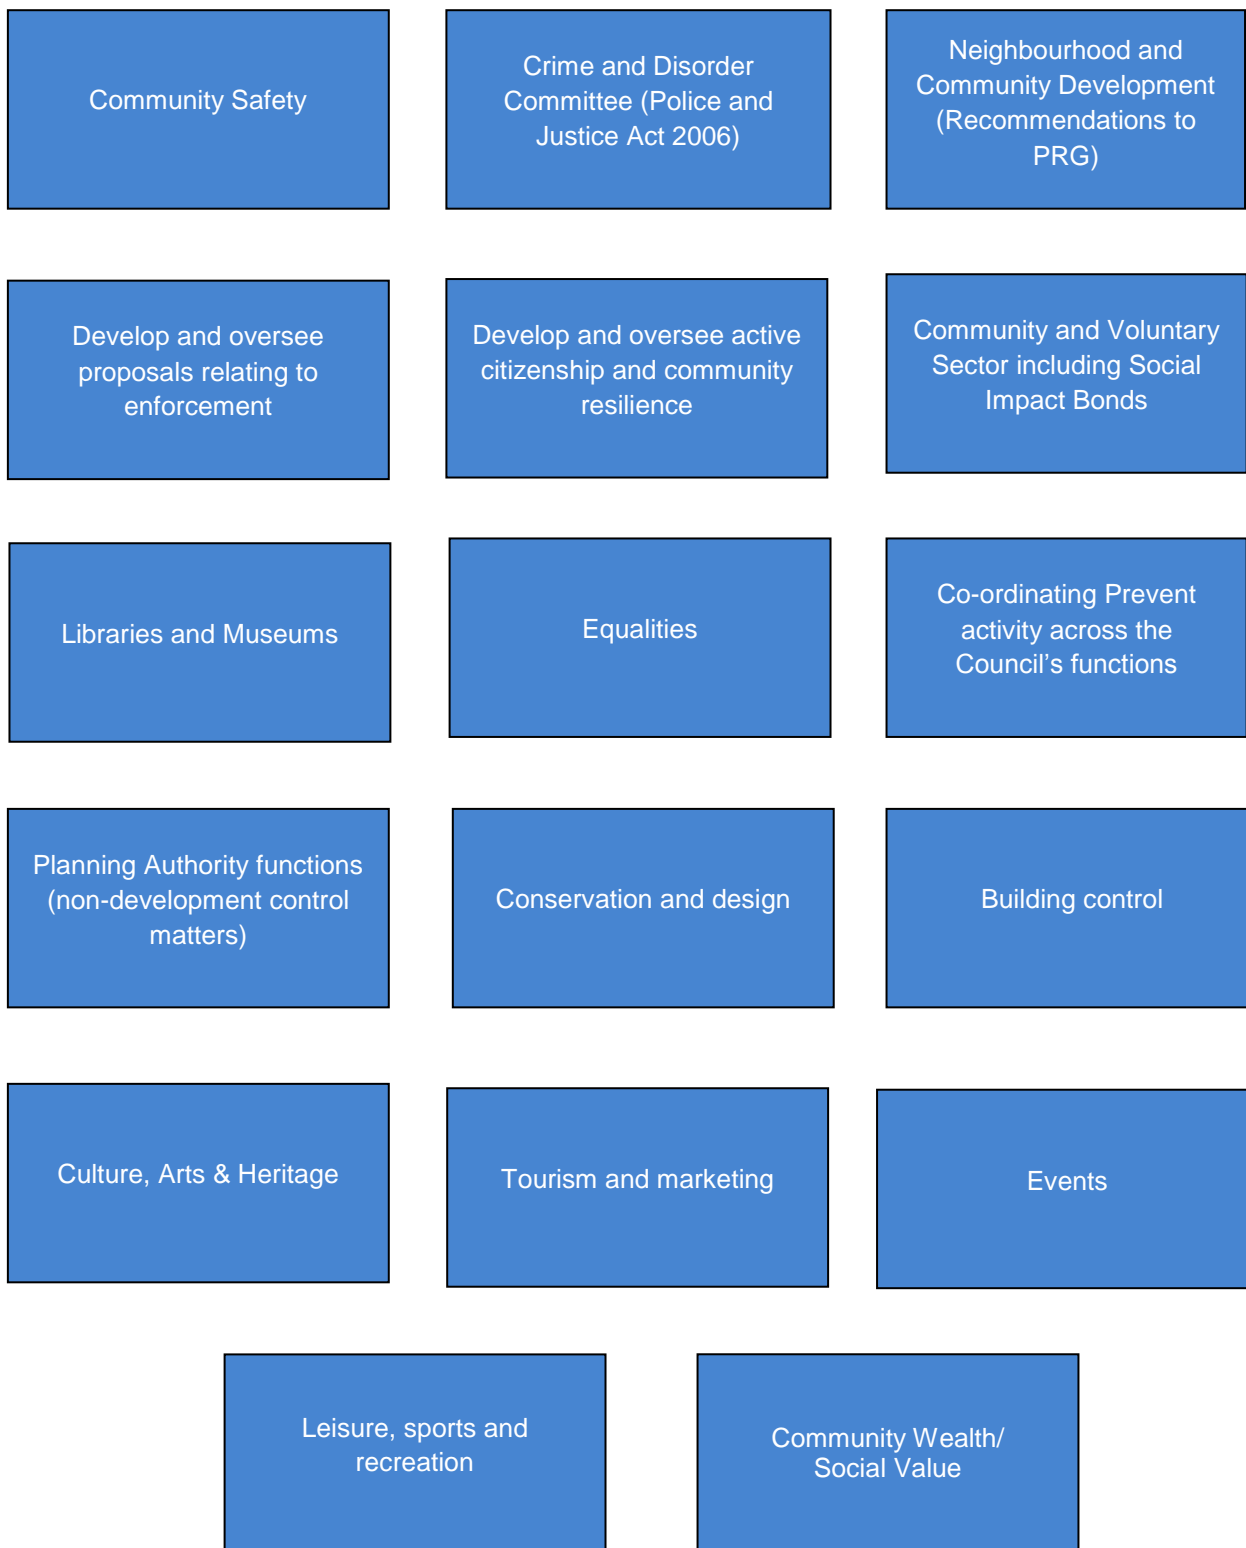 Community Safety
Crime and Disorder
Committee (Police and
Justice Act 2006)
Neighbourhood and
Community Development
(Recommendations to
PRG)
Develop and oversee
proposals relating to
enforcement
Develop and oversee active
citizenship and community
resilience
Community and Voluntary
Sector including Social
Impact Bonds
Libraries and Museums
Equalities
Co-ordinating Prevent
activity across the
Council’s functions
Planning Authority functions
(non-development control
matters)
Conservation and design
Building control
Culture, Arts & Heritage
Tourism and marketing
Events
Leisure, sports and
recreation
Community Wealth/
Social Value